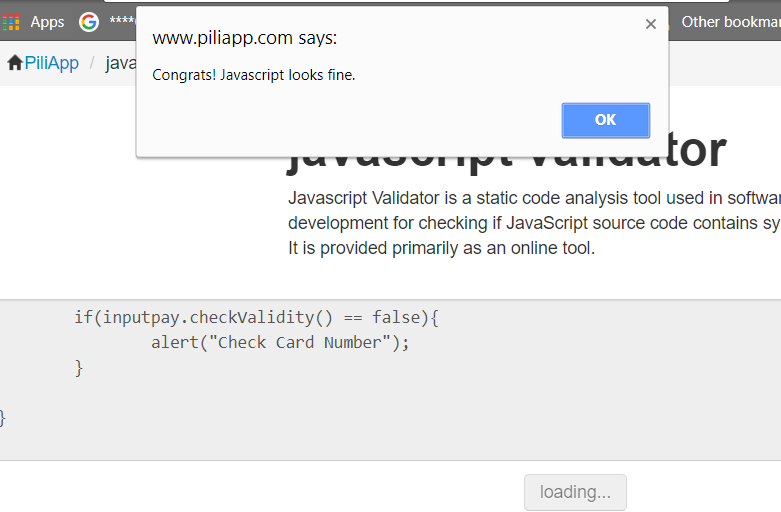 Apps
****
Other bookmar
www.piliapp.com says:
Congrats! Javascript looks fine.
OK
PiliApp / java
javascript validator
Javascript Validator is a static code analysis tool used in softwar
development for checking if JavaScript source code contains sy
It is provided primarily as an online tool.
if(inputpay.checkValidity() == false){
alert("Check Card Number");
}
}
loading...